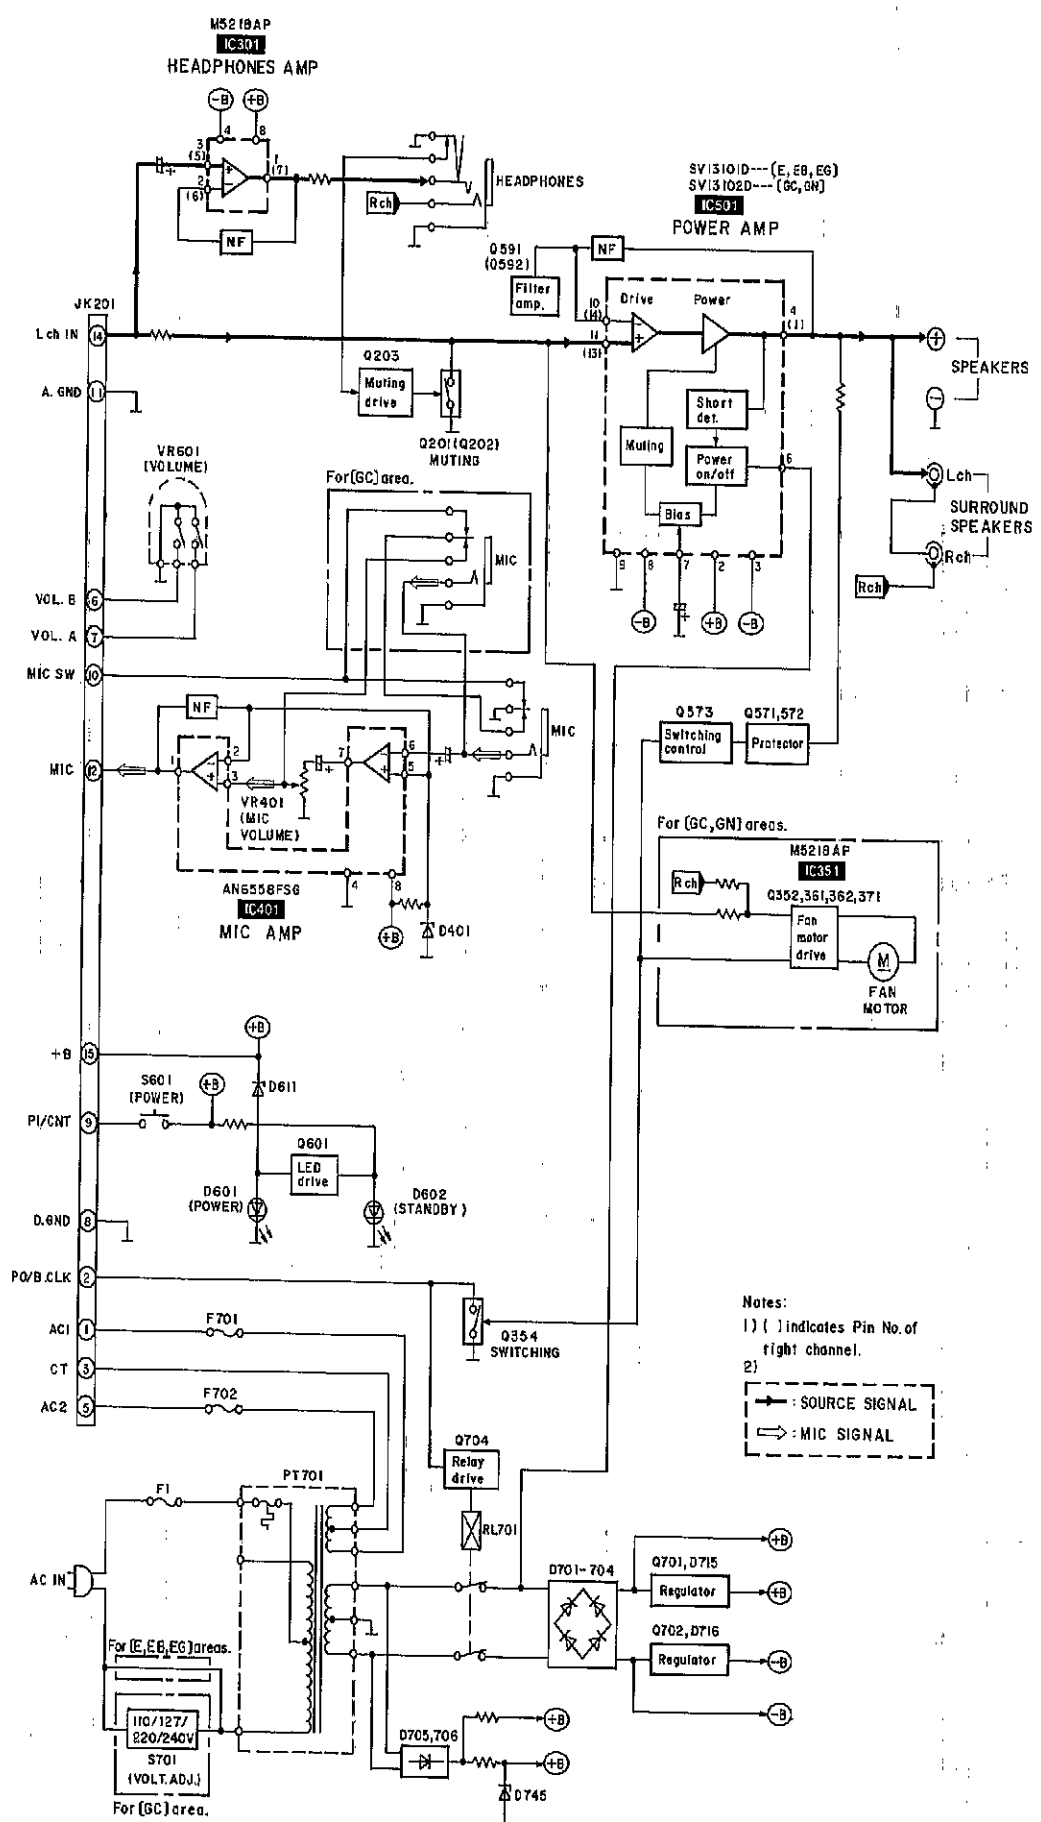 M5218AP
IC301
HEADPHONES AMP
-B
+B
4
8
3
(5)
2
(6)
1
(7)
+
-
NF
Rch
HEADPHONES
SV13101D---(E, EB, EG)
SV13102D---(GC, GN)
IC501
POWER AMP
Q591
(Q592)
Filter
amp.
NF
Drive
Power
10
(14)
11
(13)
4
(1)
JK201
Lch IN
14
A. GND
11
Q203
Muting
drive
Q201(Q202)
MUTING
Short
det.
Muting
Power
on/off
6
Bias
9
8
7
2
3
-B
+B
-B
+
-
SPEAKERS
Lch
SURROUND
SPEAKERS
Rch
Rch
VR601
(VOLUME)
For[GC]area.
MIC
VOL. B
6
VOL. A
7
MIC SW
10
NF
MIC
12
1
2
3
7
6
5
MIC
VR401
(MIC
VOLUME)
4
8
AN6558FSG
IC401
MIC AMP
+B
D401
Q573
Switching
control
Q571,572
Protector
For [GC,GN] areas.
M5218AP
IC351
Rch
Q352,361,362,371
Fan
motor
drive
M
FAN
MOTOR
+B
+B
15
S601
(POWER)
+B
D611
PI/CNT
9
Q601
LED
drive
D601
(POWER)
D602
(STANDBY)
D.GND
8
PO/B.CLK
2
AC1
1
F701
Q354
SWITCHING
CT
3
AC2
5
F702
Notes:
1) ( ) indicates Pin No. of
right channel.
2)
: SOURCE SIGNAL
: MIC SIGNAL
Q704
Relay
drive
F1
PT701
RL701
AC IN
D701-704
+B
Q701, D715
Regulator
+B
Q702, D716
Regulator
-B
-B
For [E, EB, EG] areas.
110/127/
220/240V
S701
(VOLT. ADJ.)
For [GC] area.
D705,706
+B
+B
D745